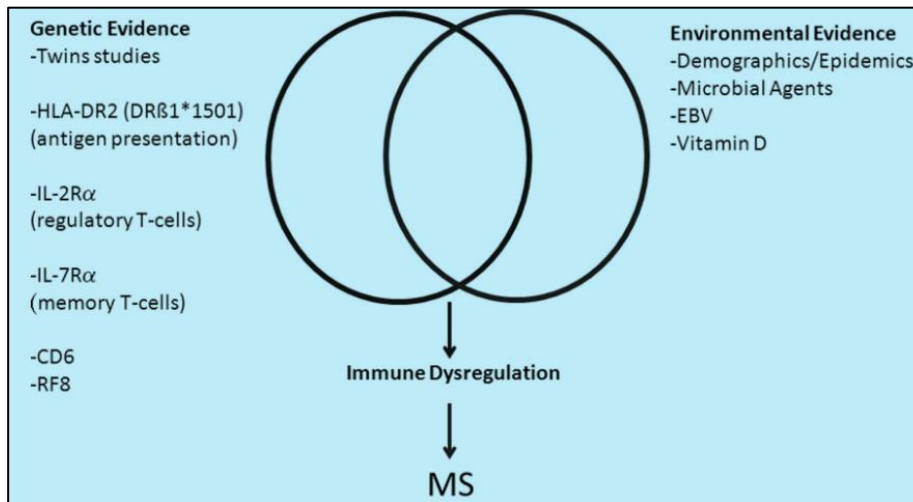 Genetic Evidence
-Twins studies
-HLA-DR2 (DRß1*1501)
(antigen presentation)
-IL-2Rα
(regulatory T-cells)
-IL-7Rα
(memory T-cells)
-CD6
-RF8
Environmental Evidence
-Demographics/Epidemics
-Microbial Agents
-EBV
-Vitamin D
Immune Dysregulation
MS